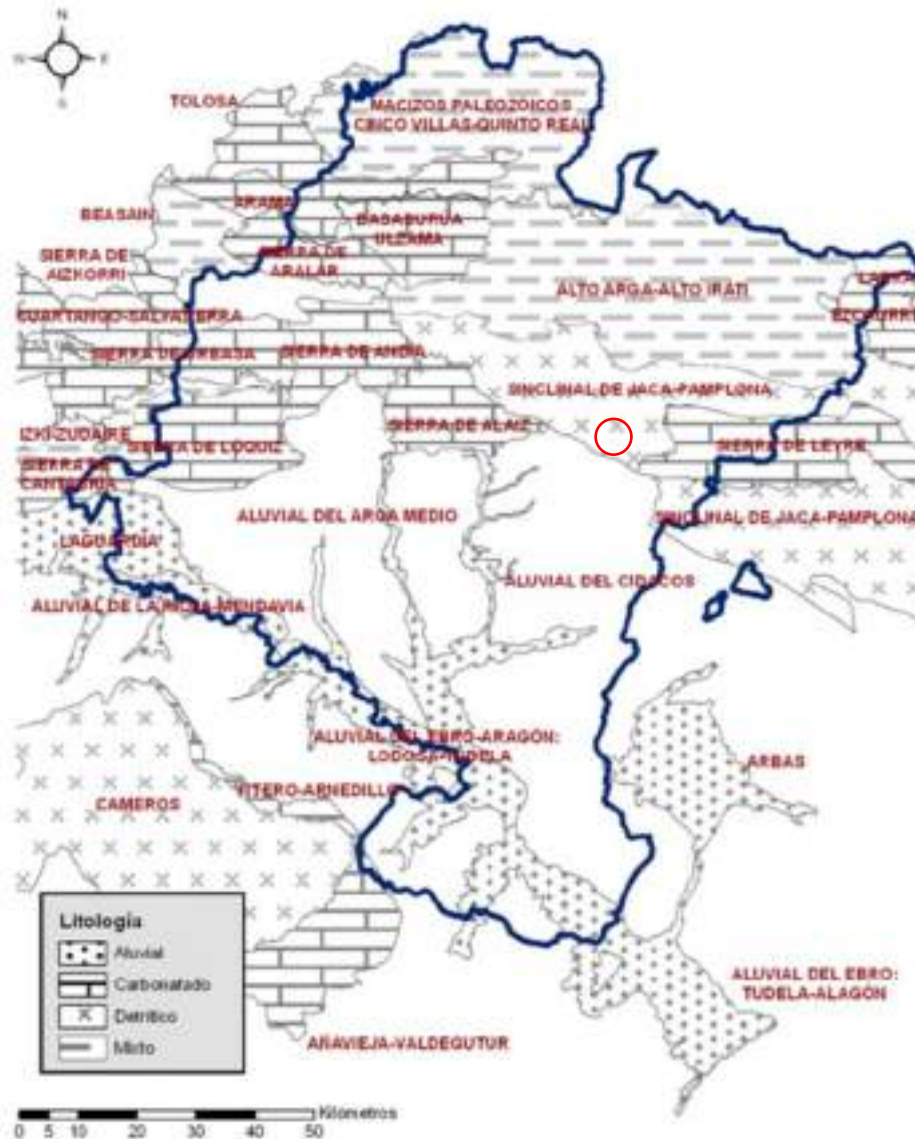 N
W E
S
TOLOSA
MACIZOS PALEOZÓICOS
CINCO VILLAS-QUINTO REAL
BEASAIN
ARAMA
BASABURUA
ULZAMA
SIERRA DE
AIZKORRI
SIERRA DE
ARALAR
ALTO ARGA-ALTO IRATI
LARRA
CUARTANGO-SALVATIERRA
SIERRA DE URBASA
SIERRA DE ANDIA
SINCLINAL DE JACA-PAMPLONA
IZKI-ZUDAIRE
SIERRA DE LOQUIZ
SIERRA DE ALAIZ
SIERRA DE LEYRE
SIERRA DE
CANTABRIA
ALUVIAL DEL ARGA MEDIO
SINCLINAL DE JACA-PAMPLONA
LAGUARDIA
ALUVIAL DEL CIDACOS
ALUVIAL DE LA RIOJA-MENDAVIA
ALUVIAL DEL EBRO-ARAGÓN:
LODOSA-TUDELA
ARBAS
CAMEROS
FITERO-ARNEDILLO
Litología
Aluvial
Carbonatado
Detrítico
Mixto
ALUVIAL DEL EBRO:
TUDELA-ALAGÓN
AÑAVIEJA-VALDEGUTUR
Kilómetros
0 5 10 20 30 40 50